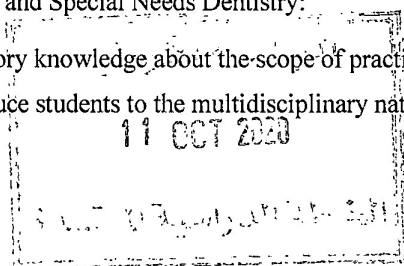 and Special Needs Dentistry:
ory knowledge about the scope of practi
uce students to the multidisciplinary nat
11 OCT 2020